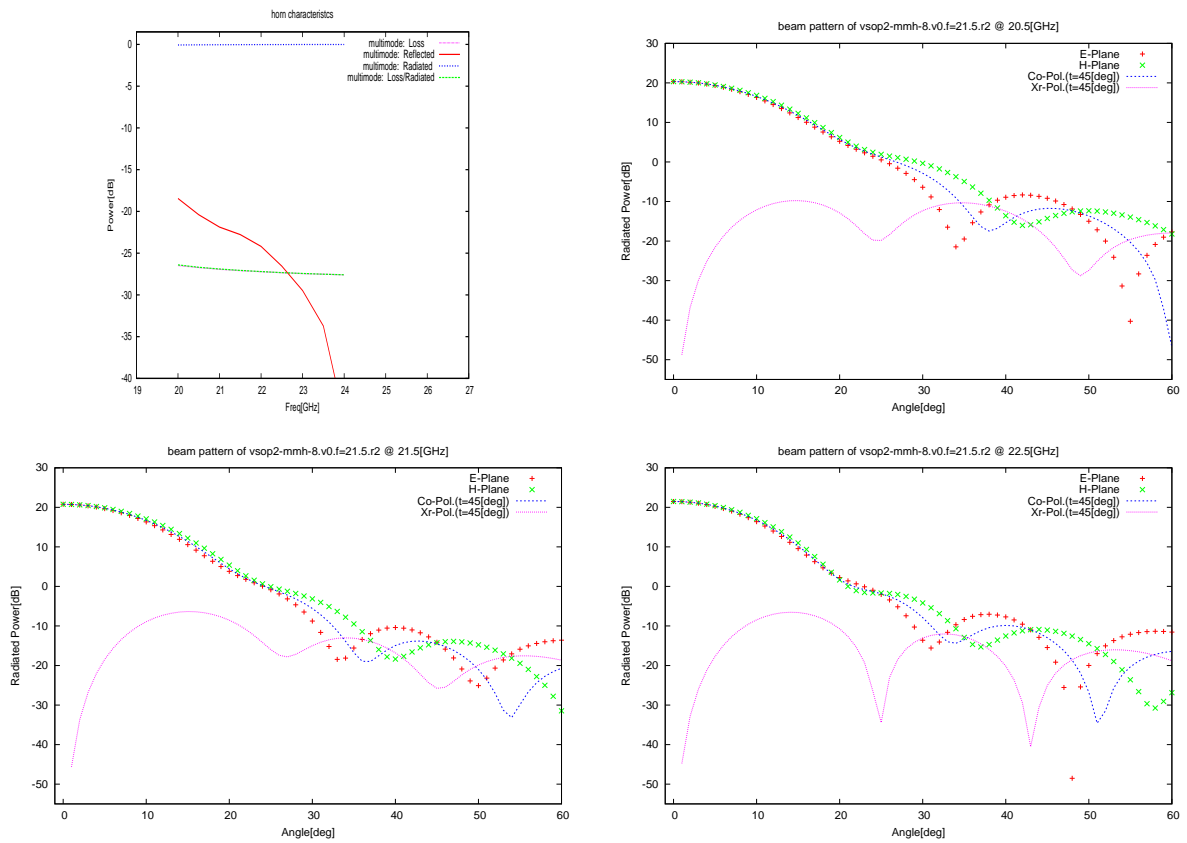 horn characteristcs
multimode: Loss
multimode: Reflected
multimode: Radiated
multimode: Loss/Radiated
0
-5
-10
-15
-20
-25
-30
-35
-40
Power[dB]
19 20 21 22 23 24 25 26 27
Freq[GHz]
beam pattern of vsop2-mmh-8.v0.f=21.5.r2 @ 20.5[GHz]
E-Plane
H-Plane
Co-Pol.(t=45[deg])
Xr-Pol.(t=45[deg])
30
20
10
0
-10
-20
-30
-40
-50
Radiated Power[dB]
0 10 20 30 40 50 60
Angle[deg]
beam pattern of vsop2-mmh-8.v0.f=21.5.r2 @ 21.5[GHz]
E-Plane
H-Plane
Co-Pol.(t=45[deg])
Xr-Pol.(t=45[deg])
30
20
10
0
-10
-20
-30
-40
-50
Radiated Power[dB]
0 10 20 30 40 50 60
Angle[deg]
beam pattern of vsop2-mmh-8.v0.f=21.5.r2 @ 22.5[GHz]
E-Plane
H-Plane
Co-Pol.(t=45[deg])
Xr-Pol.(t=45[deg])
30
20
10
0
-10
-20
-30
-40
-50
Radiated Power[dB]
0 10 20 30 40 50 60
Angle[deg]